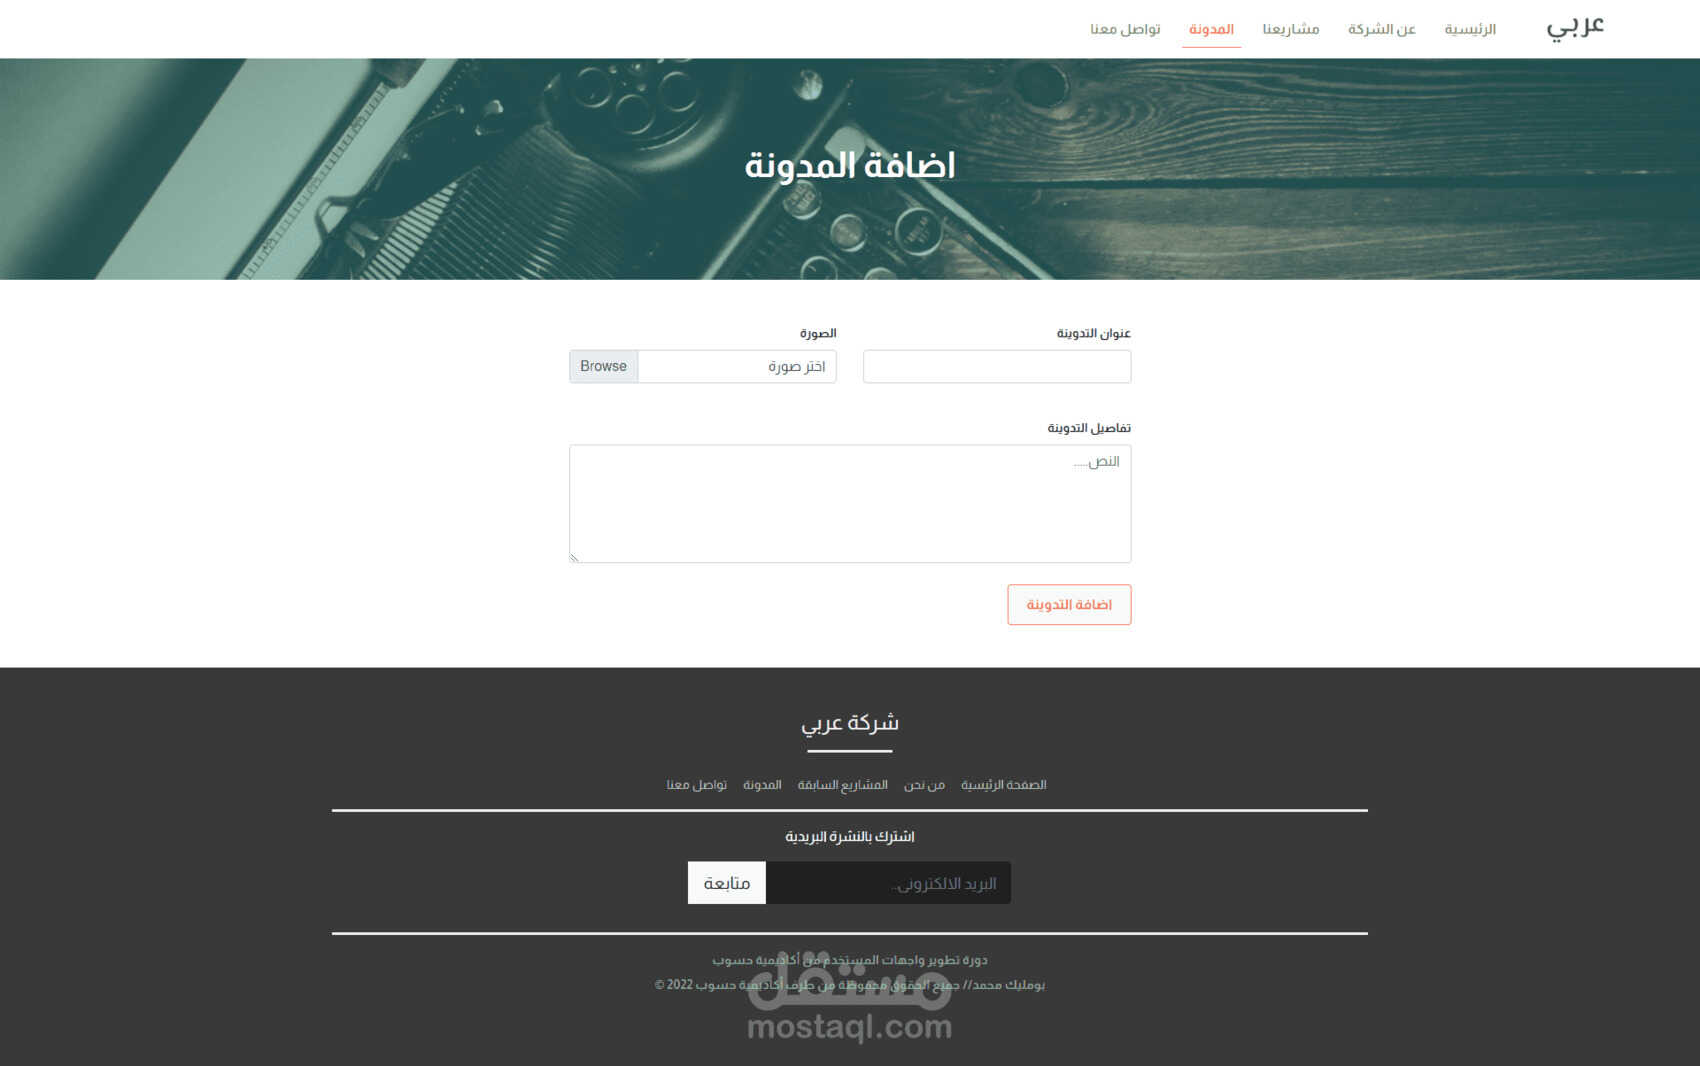 عربي
الرئيسية
عن الشركة
مشاريعنا
المدونة
تواصل معنا
اضافة المدونة
عنوان التدوينة
الصورة
اختر صورة
Browse
تفاصيل التدوينة
النص.....
اضافة التدوينة
شركة عربي
الصفحة الرئيسية
من نحن
المشاريع السابقة
المدونة
تواصل معنا
اشترك بالنشرة البريدية
البريد الالكتروني..
متابعة
دورة تطوير واجهات المستخدم من أكاديمية حسوب
بومليك محمد// جميع الحقوق محفوظة من طرف أكاديمية حسوب 2022 ©
مستقل
mostaql.com